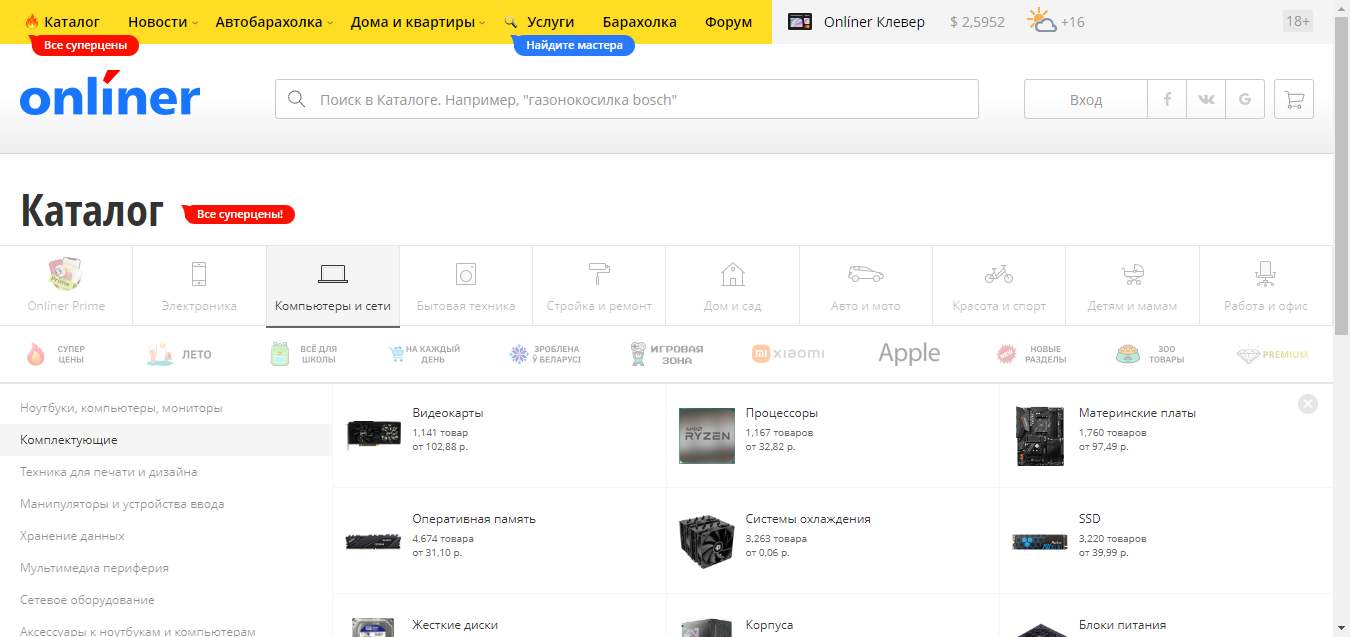 Каталог
Новости
Автобарахолка
Дома и квартиры
Услуги
Барахолка
Форум
Onlíner Клевер
$ 2,5952
+16
18+
Все суперцены
Найдите мастера
onlíner
Поиск в Каталоге. Например, "газонокосилка bosch"
Вход
f
G
Каталог
Все суперцены!
Prime
Onlíner Prime
Электроника
Компьютеры и сети
Бытовая техника
Стройка и ремонт
Дом и сад
Авто и мото
Красота и спорт
Детям и мамам
Работа и офис
СУПЕР
ЦЕНЫ
ЛЕТО
ВСЁ ДЛЯ
ШКОЛЫ
НА КАЖДЫЙ
ДЕНЬ
ЗРОБЛЕНА
Ў БЕЛАРУСІ
ИГРОВАЯ
ЗОНА
mi xiaomi
Apple
НОВЫЕ
РАЗДЕЛЫ
ЗОО
ТОВАРЫ
PREMIUM
Ноутбуки, компьютеры, мониторы
Комплектующие
Техника для печати и дизайна
Манипуляторы и устройства ввода
Хранение данных
Мультимедиа периферия
Сетевое оборудование
Аксессуары к ноутбукам и компьютерам
Видеокарты
1,141 товар
от 102,88 р.
AMD
RYZEN
Процессоры
1,167 товаров
от 32,82 р.
Материнские платы
1,760 товаров
от 97,49 р.
Оперативная память
4,674 товара
от 31,10 р.
Системы охлаждения
3,263 товара
от 0,06 р.
SSD
3,220 товаров
от 39,99 р.
Жесткие диски
Корпуса
Блоки питания